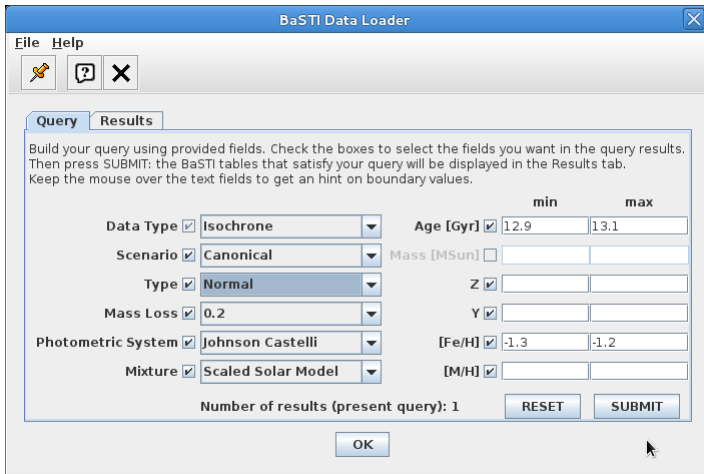 BaSTI Data Loader
File Help
Query Results
Build your query using provided fields. Check the boxes to select the fields you want in the query results.
Then press SUBMIT: the BaSTI tables that satisfy your query will be displayed in the Results tab.
Keep the mouse over the text fields to get an hint on boundary values.
min max
Data Type Isochrone Age [Gyr] 12.9 13.1
Scenario Canonical Mass [MSun]
Type Normal Z
Mass Loss 0.2 Y
Photometric System Johnson Castelli [Fe/H] -1.3 -1.2
Mixture Scaled Solar Model [M/H]
Number of results (present query): 1 RESET SUBMIT
OK